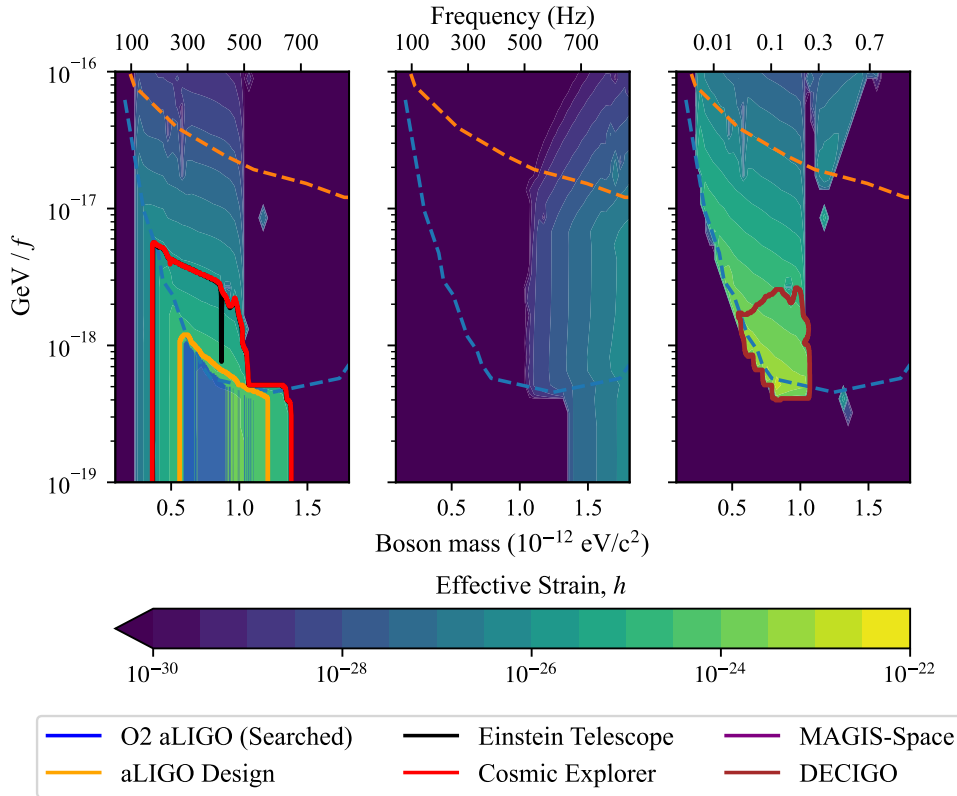 Frequency (Hz)
100 300 500 700 100 300 500 700 0.01 0.1 0.3 0.7
10⁻¹⁶
10⁻¹⁷
10⁻¹⁸
10⁻¹⁹
GeV / f
0.5 1.0 1.5 0.5 1.0 1.5 0.5 1.0 1.5
Boson mass (10⁻¹² eV/c²)
Effective Strain, h
10⁻³⁰ 10⁻²⁸ 10⁻²⁶ 10⁻²⁴ 10⁻²²
O2 aLIGO (Searched) Einstein Telescope MAGIS-Space
aLIGO Design Cosmic Explorer DECIGO